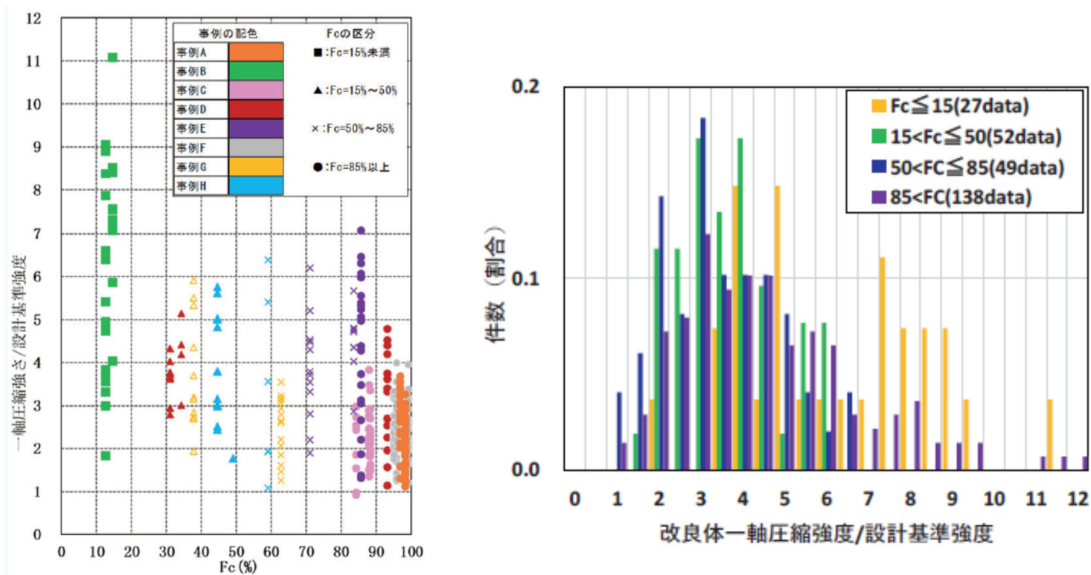 12
11
10
9
8
7
6
5
4
3
2
1
0
一軸圧縮強さ/設計基準強度
0 10 20 30 40 50 60 70 80 90 100
Fc(%)
事例の配色 Fcの区分
事例A
事例B
事例C
事例D
事例E
事例F
事例G
事例H
■:Fc=15%未満
▲:Fc=15%～50%
×:Fc=50%～85%
●:Fc=85%以上
0.2
0.1
0.0
件数（割合）
Fc≦15(27data)
15<Fc≦50(52data)
50<FC≦85(49data)
85<FC(138data)
0 1 2 3 4 5 6 7 8 9 10 11 12
改良体一軸圧縮強度/設計基準強度